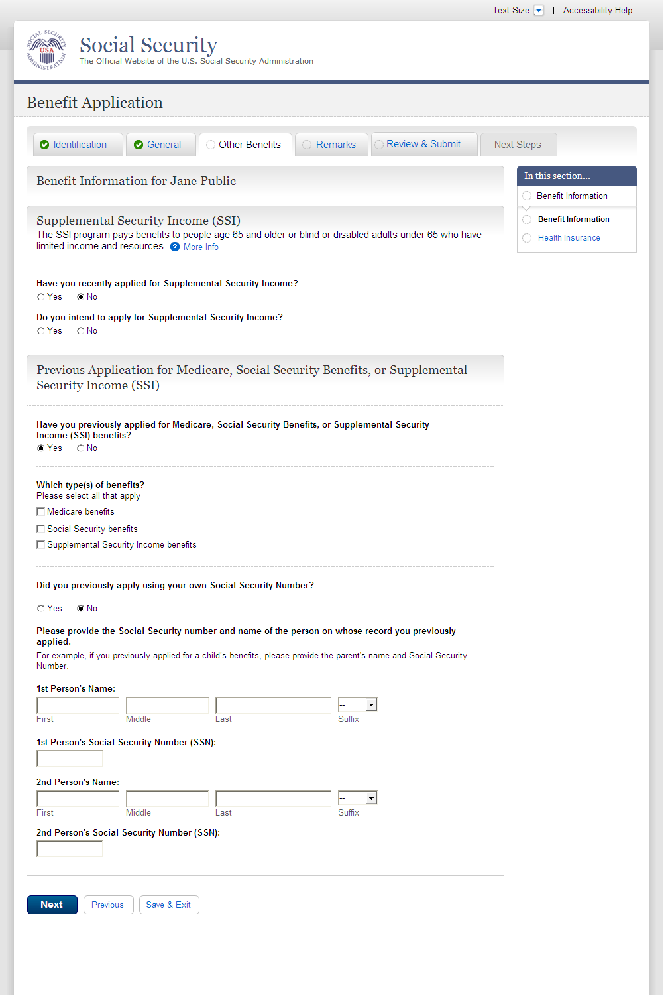 Text Size | Accessibility Help
SOCIAL SECURITY ADMINISTRATION
USA
Social Security
The Official Website of the U.S. Social Security Administration
Benefit Application
Identification General Other Benefits Remarks Review & Submit Next Steps
Benefit Information for Jane Public
In this section...
Benefit Information
Benefit Information
Health Insurance
Supplemental Security Income (SSI)
The SSI program pays benefits to people age 65 and older or blind or disabled adults under 65 who have
limited income and resources. ? More Info
Have you recently applied for Supplemental Security Income?
Yes No
Do you intend to apply for Supplemental Security Income?
Yes No
Previous Application for Medicare, Social Security Benefits, or Supplemental
Security Income (SSI)
Have you previously applied for Medicare, Social Security Benefits, or Supplemental Security
Income (SSI) benefits?
Yes No
Which type(s) of benefits?
Please select all that apply
Medicare benefits
Social Security benefits
Supplemental Security Income benefits
Did you previously apply using your own Social Security Number?
Yes No
Please provide the Social Security number and name of the person on whose record you previously
applied.
For example, if you previously applied for a child's benefits, please provide the parent's name and Social Security
Number.
1st Person's Name:
--
First Middle Last Suffix
1st Person's Social Security Number (SSN):
2nd Person's Name:
--
First Middle Last Suffix
2nd Person's Social Security Number (SSN):
Next Previous Save & Exit